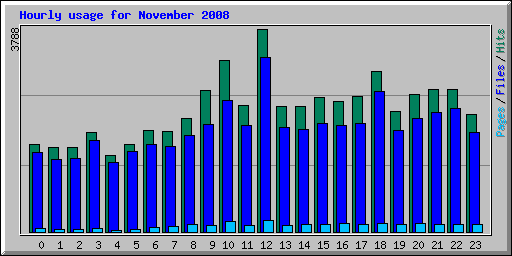 Hourly usage for November 2008
3788
Pages/Files/Hits
0 1 2 3 4 5 6 7 8 9 10 11 12 13 14 15 16 17 18 19 20 21 22 23